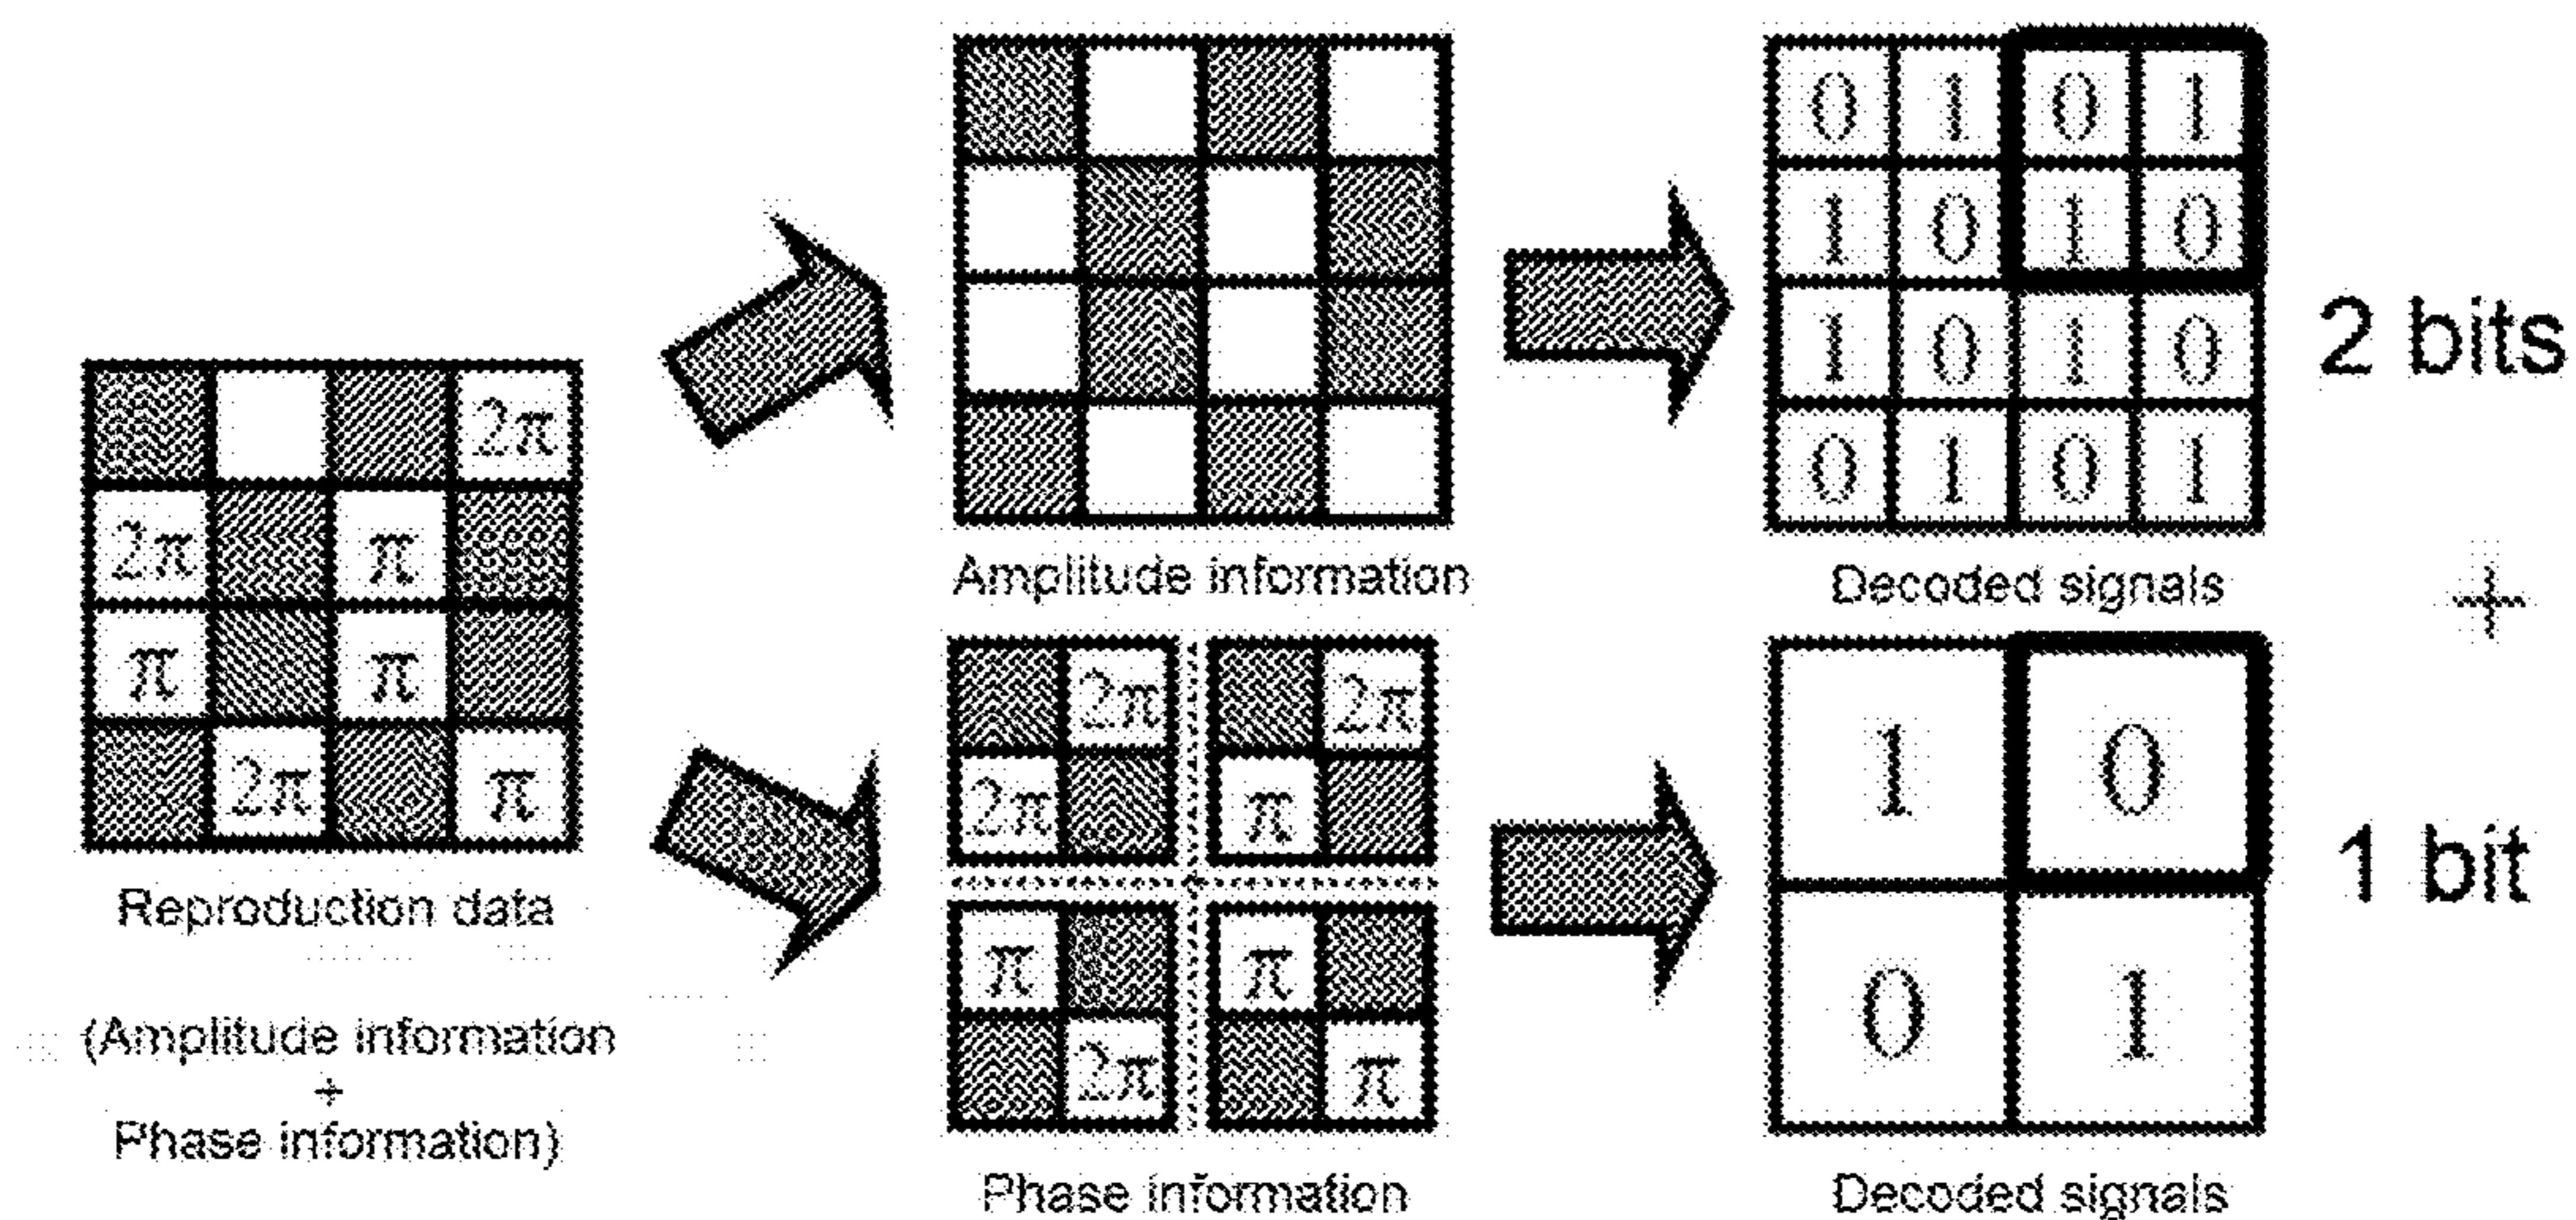 2π
2π π
π π
2π π
Reproduction data
(Amplitude information
+
Phase information)
Amplitude information
2π 2π
2π π
π π
2π π
Phase information
0 1 0 1
1 0 1 0
1 0 1 0
0 1 0 1
Decoded signals
2 bits
+
1 0
0 1
1 bit
Decoded signals